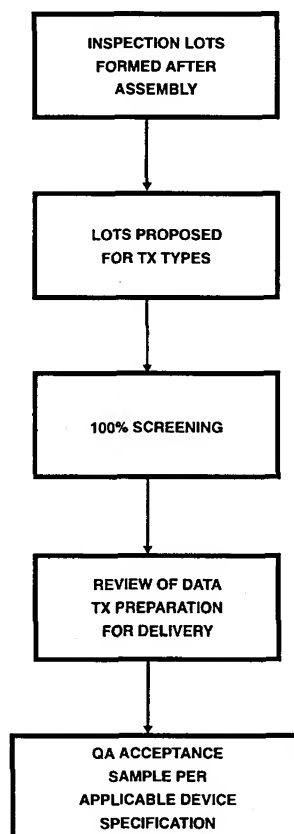 INSPECTION LOTS
FORMED AFTER
ASSEMBLY
LOTS PROPOSED
FOR TX TYPES
100% SCREENING
REVIEW OF DATA
TX PREPARATION
FOR DELIVERY
QA ACCEPTANCE
SAMPLE PER
APPLICABLE DEVICE
SPECIFICATION